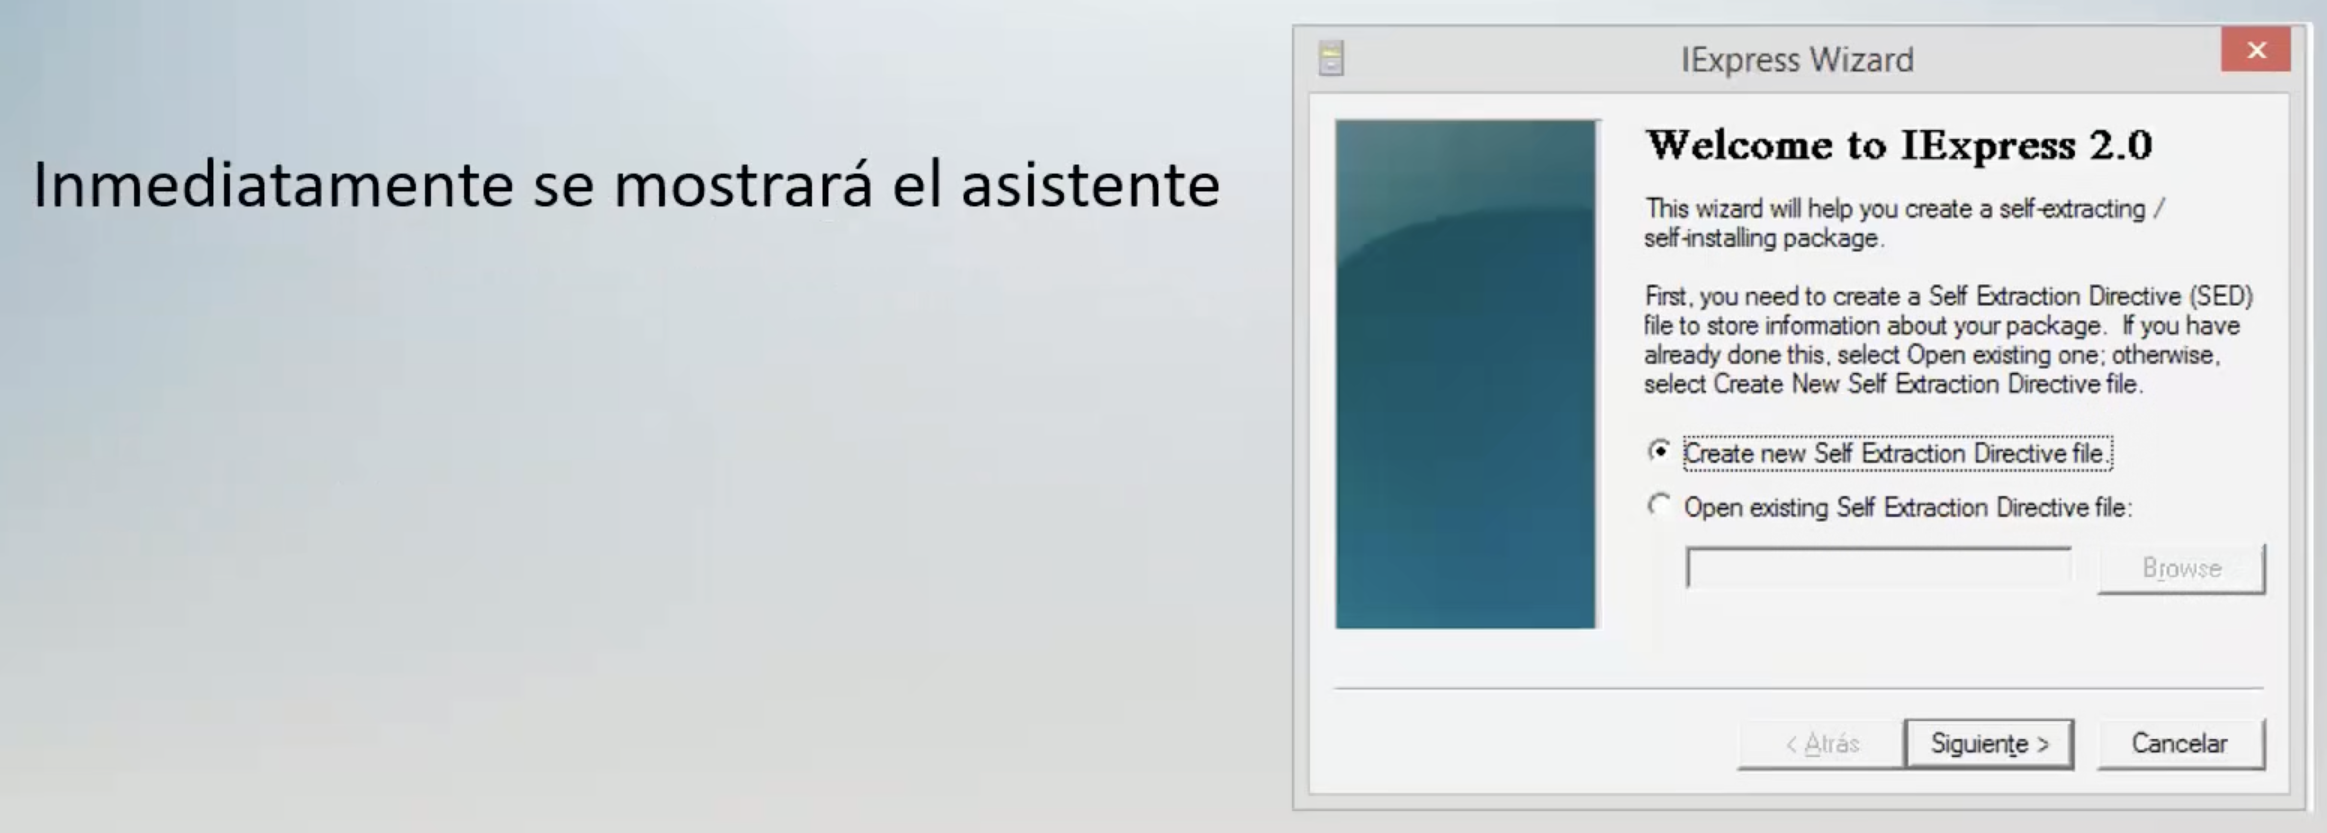 Inmediatamente se mostrará el asistente
IExpress Wizard
Welcome to IExpress 2.0
This wizard will help you create a self-extracting /
self-installing package.
First, you need to create a Self Extraction Directive (SED)
file to store information about your package.  If you have
already done this, select Open existing one; otherwise,
select Create New Self Extraction Directive file.
Create new Self Extraction Directive file.
Open existing Self Extraction Directive file:
Browse
< Atrás
Siguiente >
Cancelar